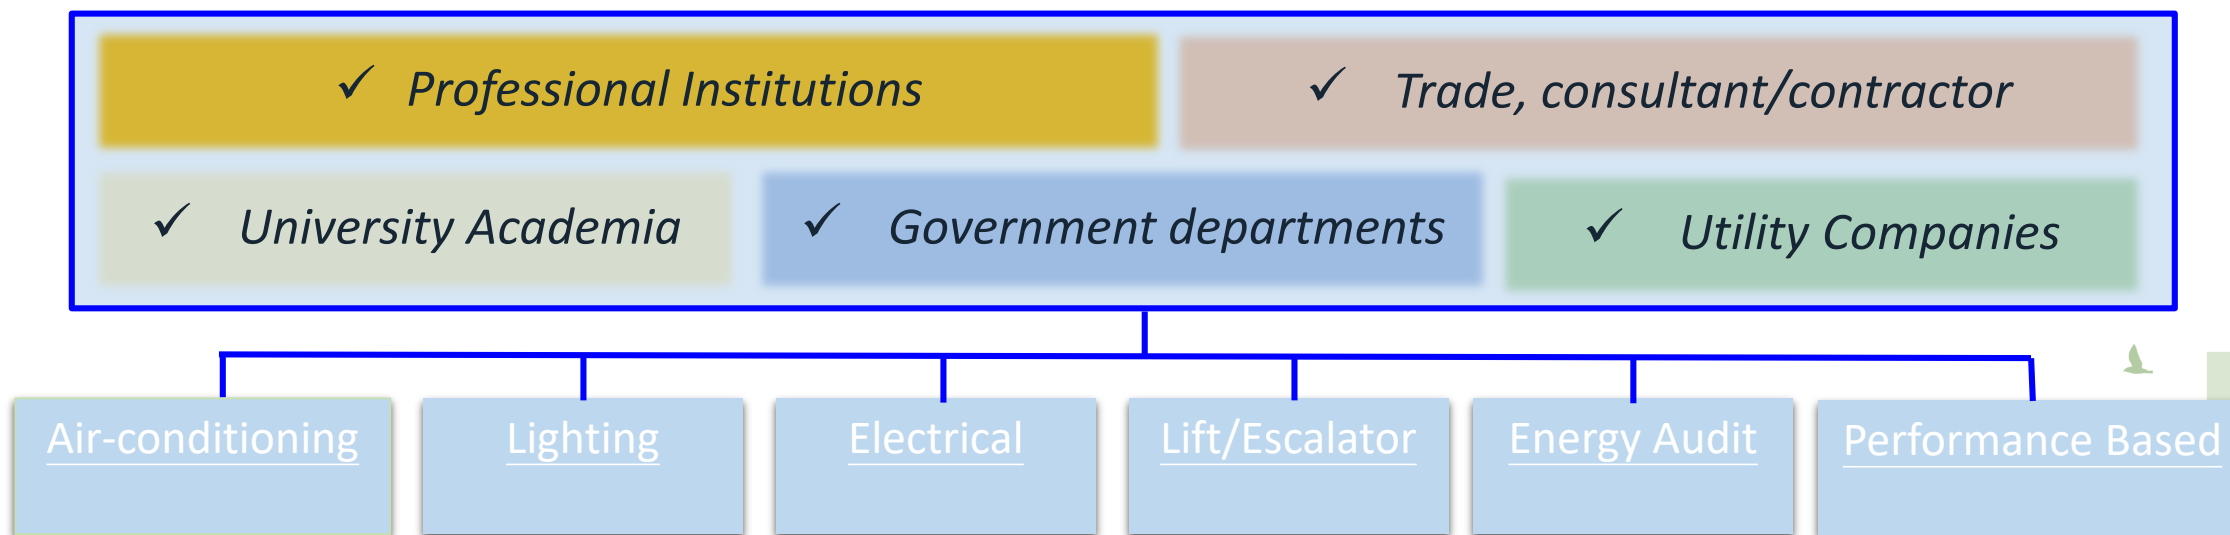 ✓ Professional Institutions
✓ Trade, consultant/contractor
✓ University Academia
✓ Government departments
✓ Utility Companies
Air-conditioning
Lighting
Electrical
Lift/Escalator
Energy Audit
Performance Based